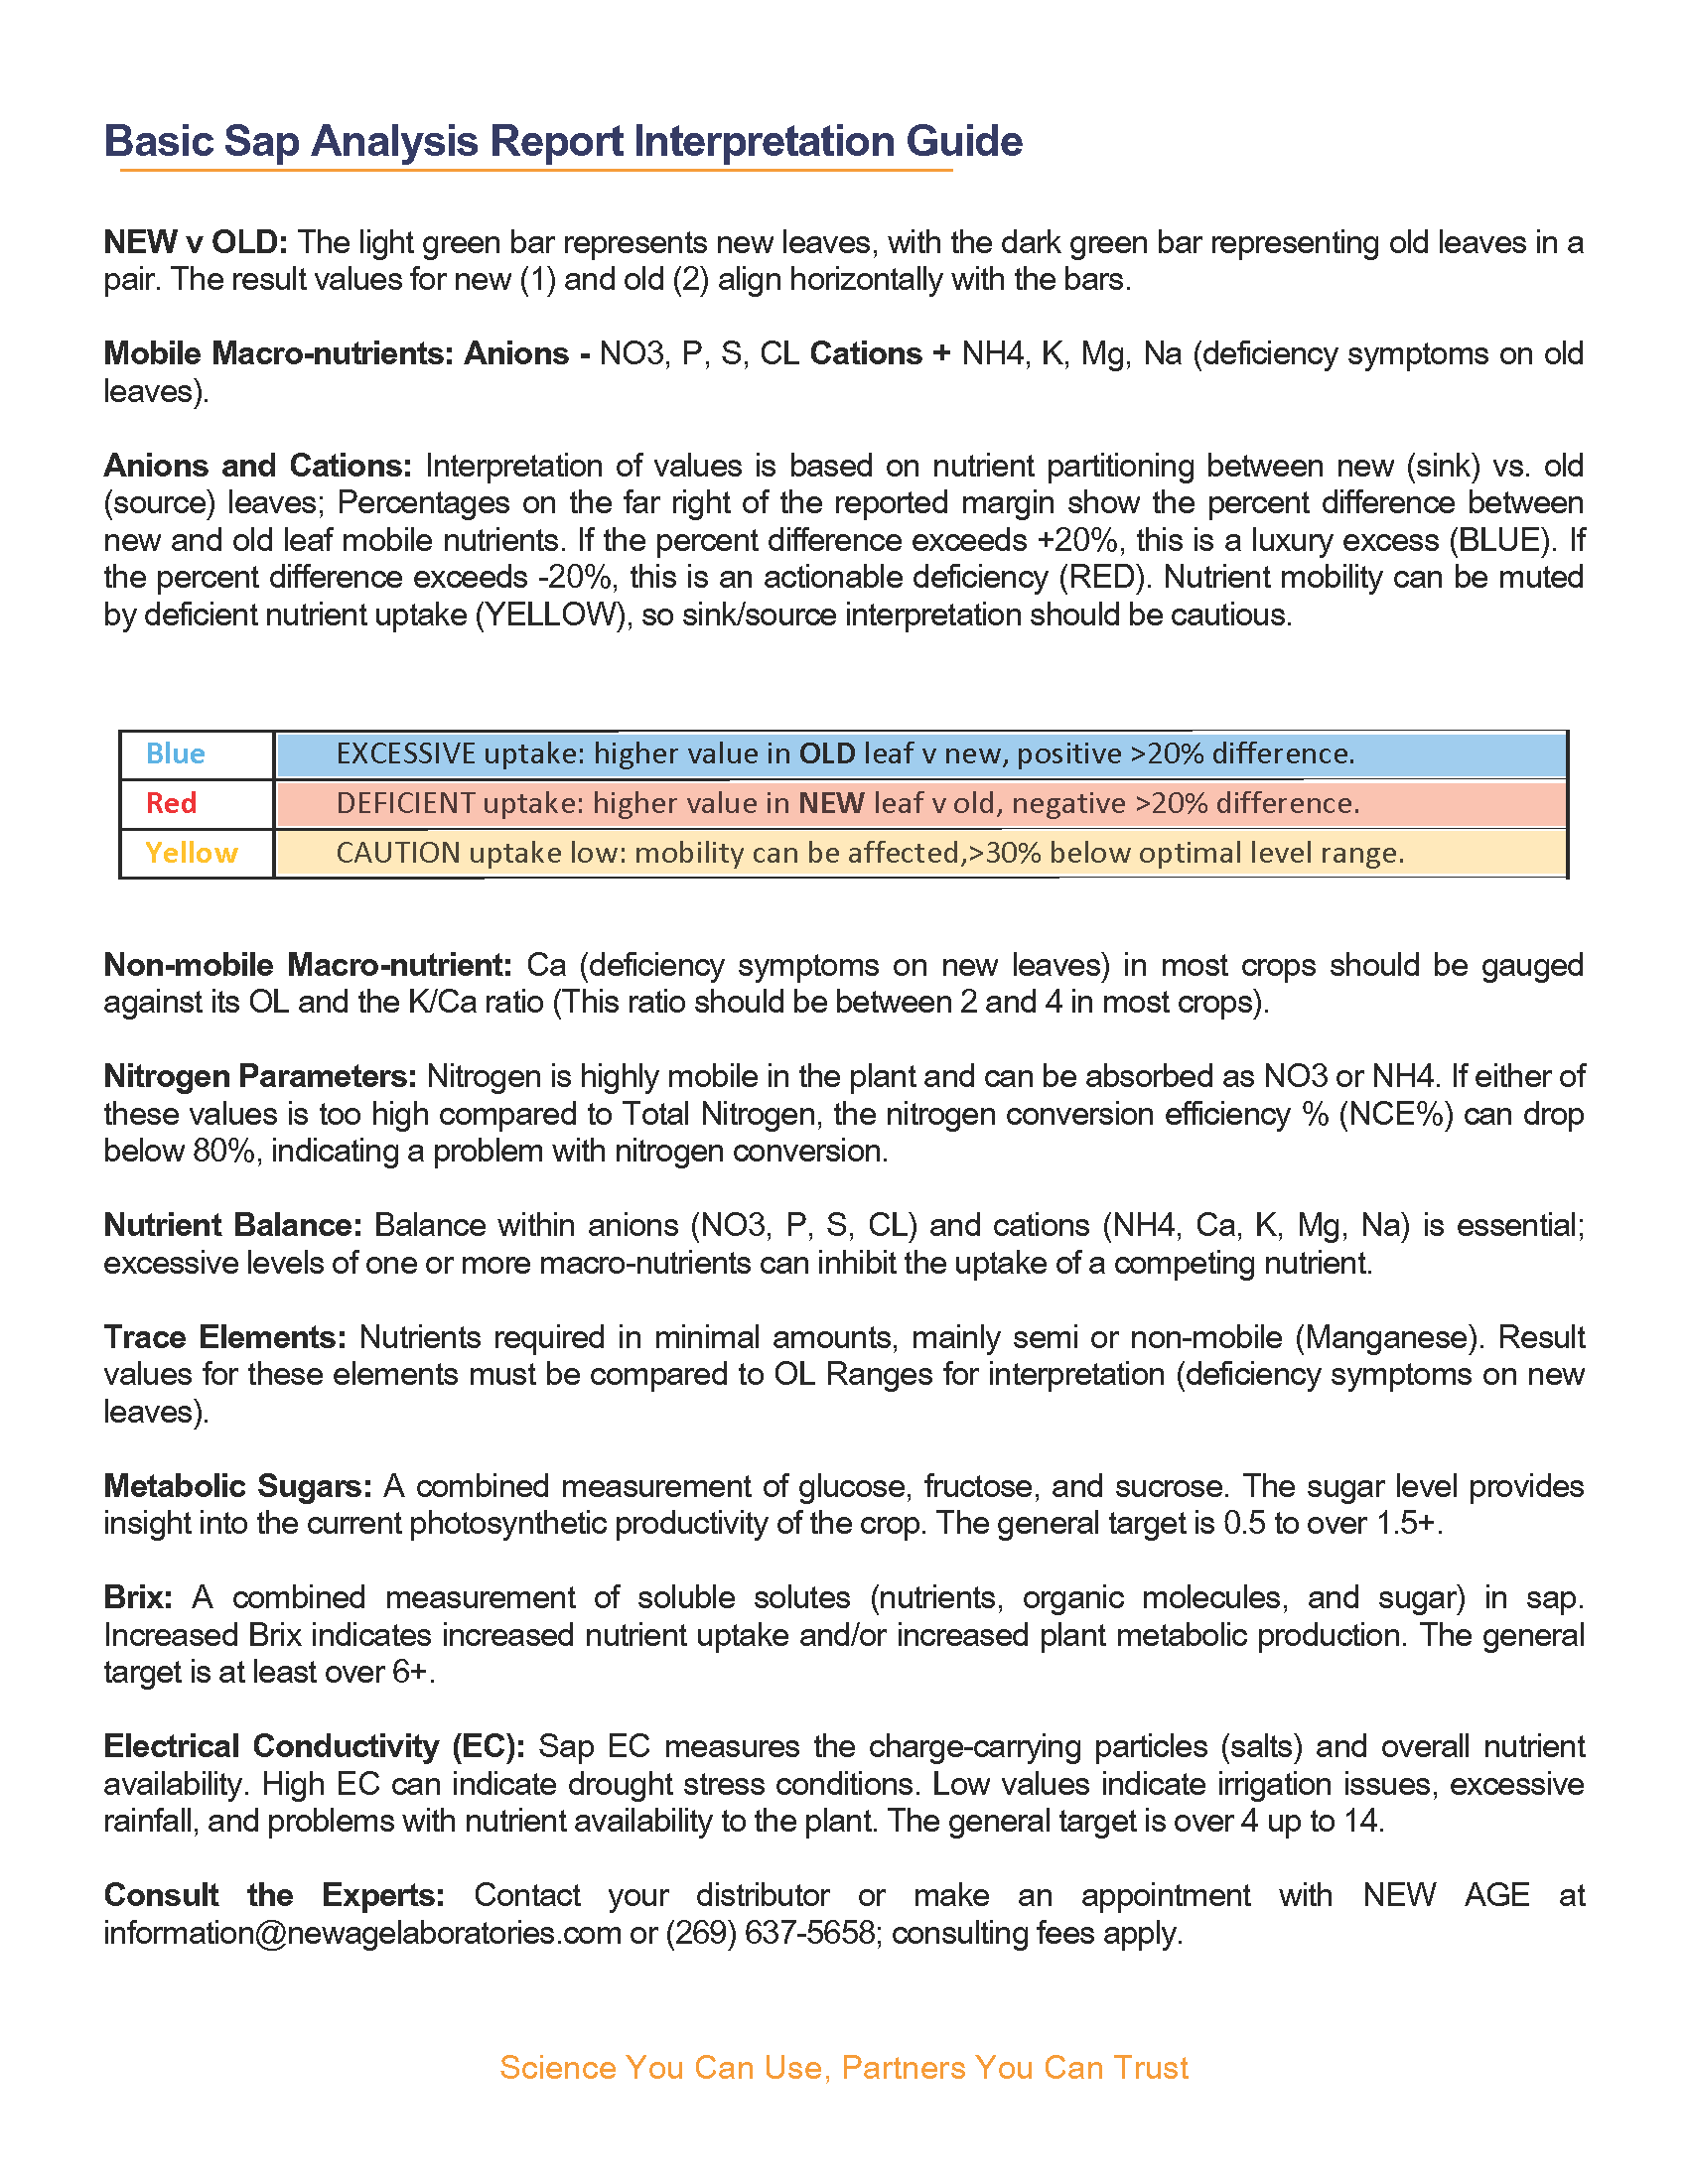 Basic Sap Analysis Report Interpretation Guide
NEW v OLD: The light green bar represents new leaves, with the dark green bar representing old leaves in a
pair. The result values for new (1) and old (2) align horizontally with the bars.
Mobile Macro-nutrients: Anions - NO3, P, S, CL Cations + NH4, K, Mg, Na (deficiency symptoms on old
leaves).
Anions and Cations: Interpretation of values is based on nutrient partitioning between new (sink) vs. old
(source) leaves; Percentages on the far right of the reported margin show the percent difference between
new and old leaf mobile nutrients. If the percent difference exceeds +20%, this is a luxury excess (BLUE). If
the percent difference exceeds -20%, this is an actionable deficiency (RED). Nutrient mobility can be muted
by deficient nutrient uptake (YELLOW), so sink/source interpretation should be cautious.
Blue EXCESSIVE uptake: higher value in OLD leaf v new, positive >20% difference.
Red DEFICIENT uptake: higher value in NEW leaf v old, negative >20% difference.
Yellow CAUTION uptake low: mobility can be affected,>30% below optimal level range.
Non-mobile Macro-nutrient: Ca (deficiency symptoms on new leaves) in most crops should be gauged
against its OL and the K/Ca ratio (This ratio should be between 2 and 4 in most crops).
Nitrogen Parameters: Nitrogen is highly mobile in the plant and can be absorbed as NO3 or NH4. If either of
these values is too high compared to Total Nitrogen, the nitrogen conversion efficiency % (NCE%) can drop
below 80%, indicating a problem with nitrogen conversion.
Nutrient Balance: Balance within anions (NO3, P, S, CL) and cations (NH4, Ca, K, Mg, Na) is essential;
excessive levels of one or more macro-nutrients can inhibit the uptake of a competing nutrient.
Trace Elements: Nutrients required in minimal amounts, mainly semi or non-mobile (Manganese). Result
values for these elements must be compared to OL Ranges for interpretation (deficiency symptoms on new
leaves).
Metabolic Sugars: A combined measurement of glucose, fructose, and sucrose. The sugar level provides
insight into the current photosynthetic productivity of the crop. The general target is 0.5 to over 1.5+.
Brix: A combined measurement of soluble solutes (nutrients, organic molecules, and sugar) in sap.
Increased Brix indicates increased nutrient uptake and/or increased plant metabolic production. The general
target is at least over 6+.
Electrical Conductivity (EC): Sap EC measures the charge-carrying particles (salts) and overall nutrient
availability. High EC can indicate drought stress conditions. Low values indicate irrigation issues, excessive
rainfall, and problems with nutrient availability to the plant. The general target is over 4 up to 14.
Consult the Experts: Contact your distributor or make an appointment with NEW AGE at
information@newagelaboratories.com or (269) 637-5658; consulting fees apply.
Science You Can Use, Partners You Can Trust